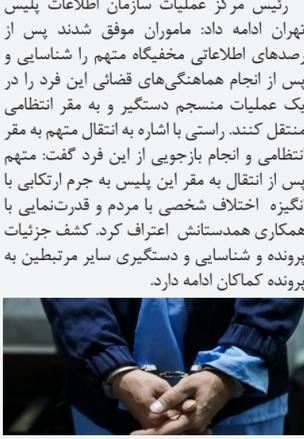 رئیس مرکز عملیات سازمان اطلاعات پلیس
تهران ادامه داد: ماموران موفق شدند پس از
رصدهای اطلاعاتی مخفیگاه متهم را شناسایی و
پس از انجام هماهنگی‌های قضائی این فرد را در
یک عملیات منسجم دستگیر و به مقر انتظامی
منتقل کنند. راستی با اشاره به انتقال متهم به مقر
انتظامی و انجام بازجویی از این فرد گفت: متهم
پس از انتقال به مقر این پلیس به جرم ارتکابی با
انگیزه اختلاف شخصی با مردم و قدرت‌نمایی با
همکاری همدستانش اعتراف کرد. کشف جزئیات
پرونده و شناسایی و دستگیری سایر مرتبطین به
پرونده کماکان ادامه دارد.